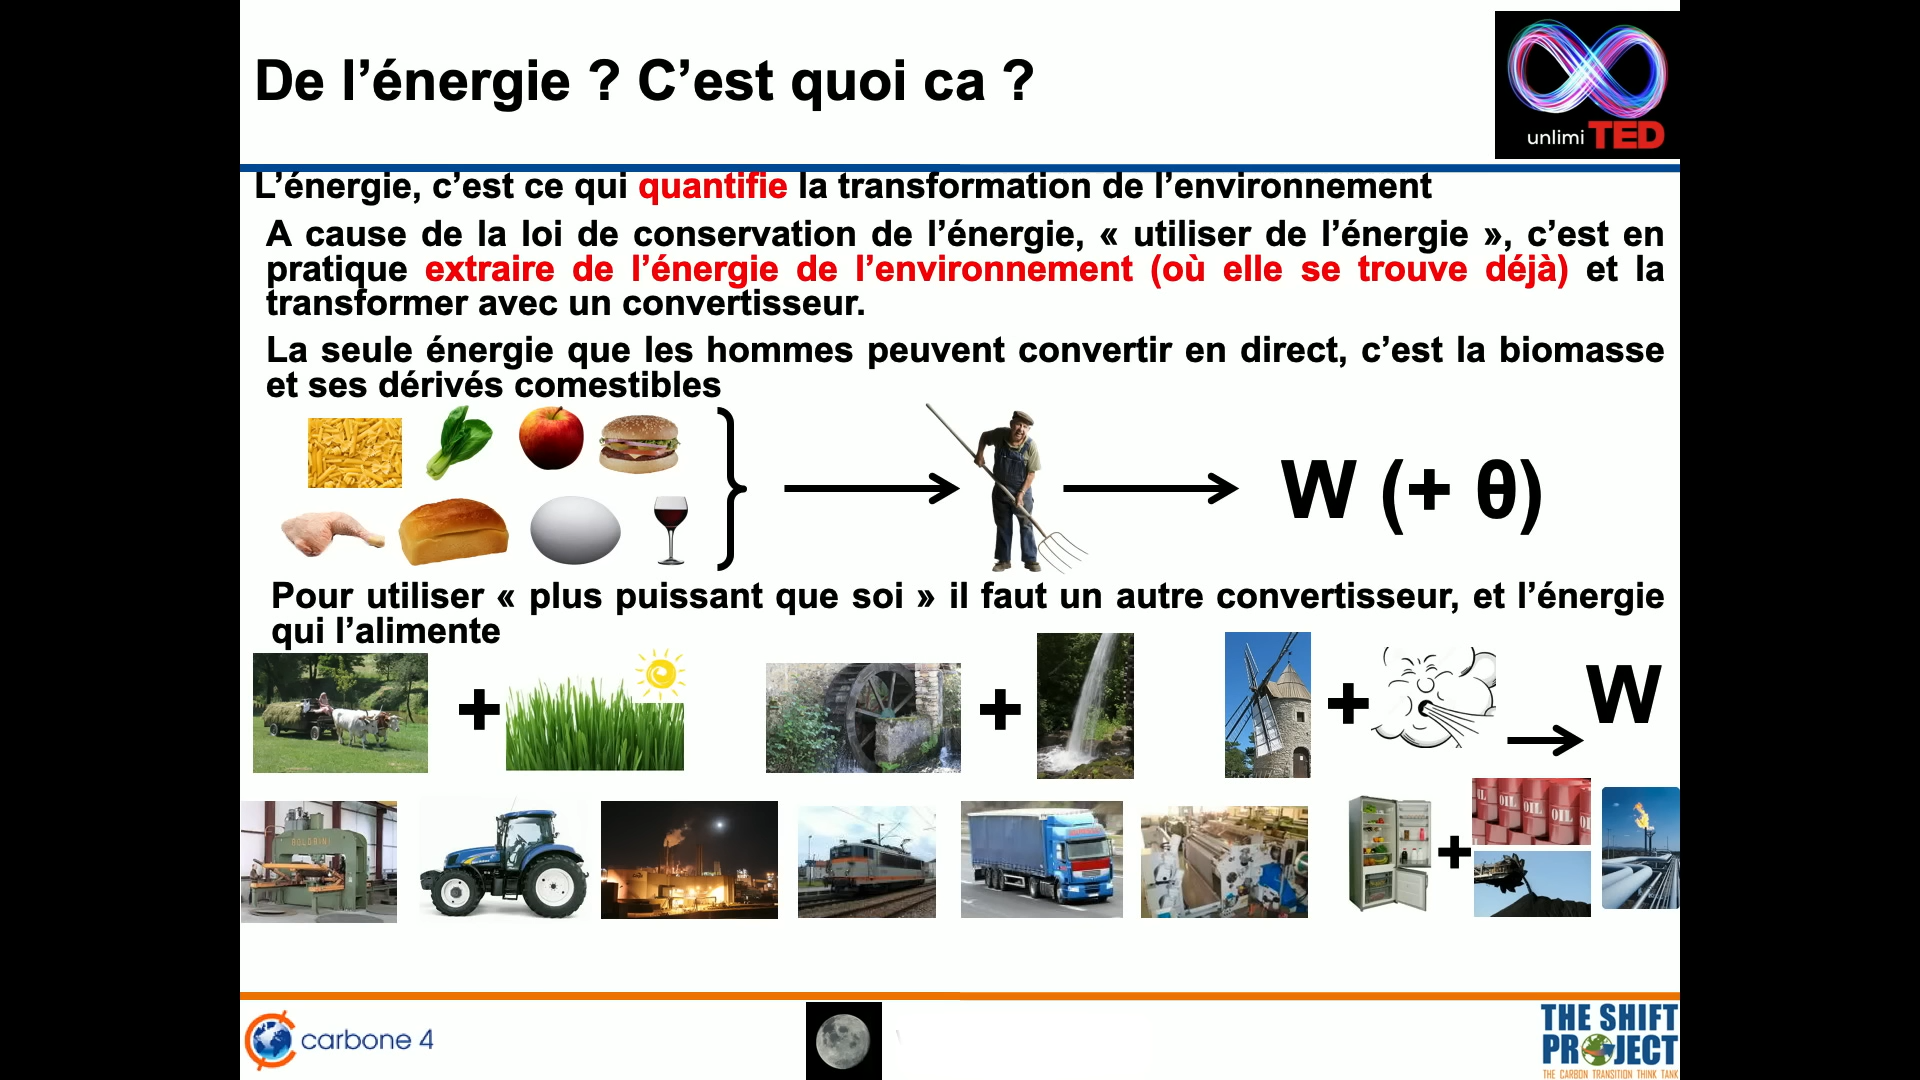 De l’énergie ? C’est quoi ca ?
unlimiTED
L’énergie, c’est ce qui quantifie la transformation de l’environnement
A cause de la loi de conservation de l’énergie, « utiliser de l’énergie », c’est en
pratique extraire de l’énergie de l’environnement (où elle se trouve déjà) et la
transformer avec un convertisseur.
La seule énergie que les hommes peuvent convertir en direct, c’est la biomasse
et ses dérivés comestibles
W (+ θ)
Pour utiliser « plus puissant que soi » il faut un autre convertisseur, et l’énergie
qui l’alimente
+
+
+
W
+
OIL OIL OIL
carbone 4
THE SHIFT
PROJECT
THE CARBON TRANSITION THINK TANK